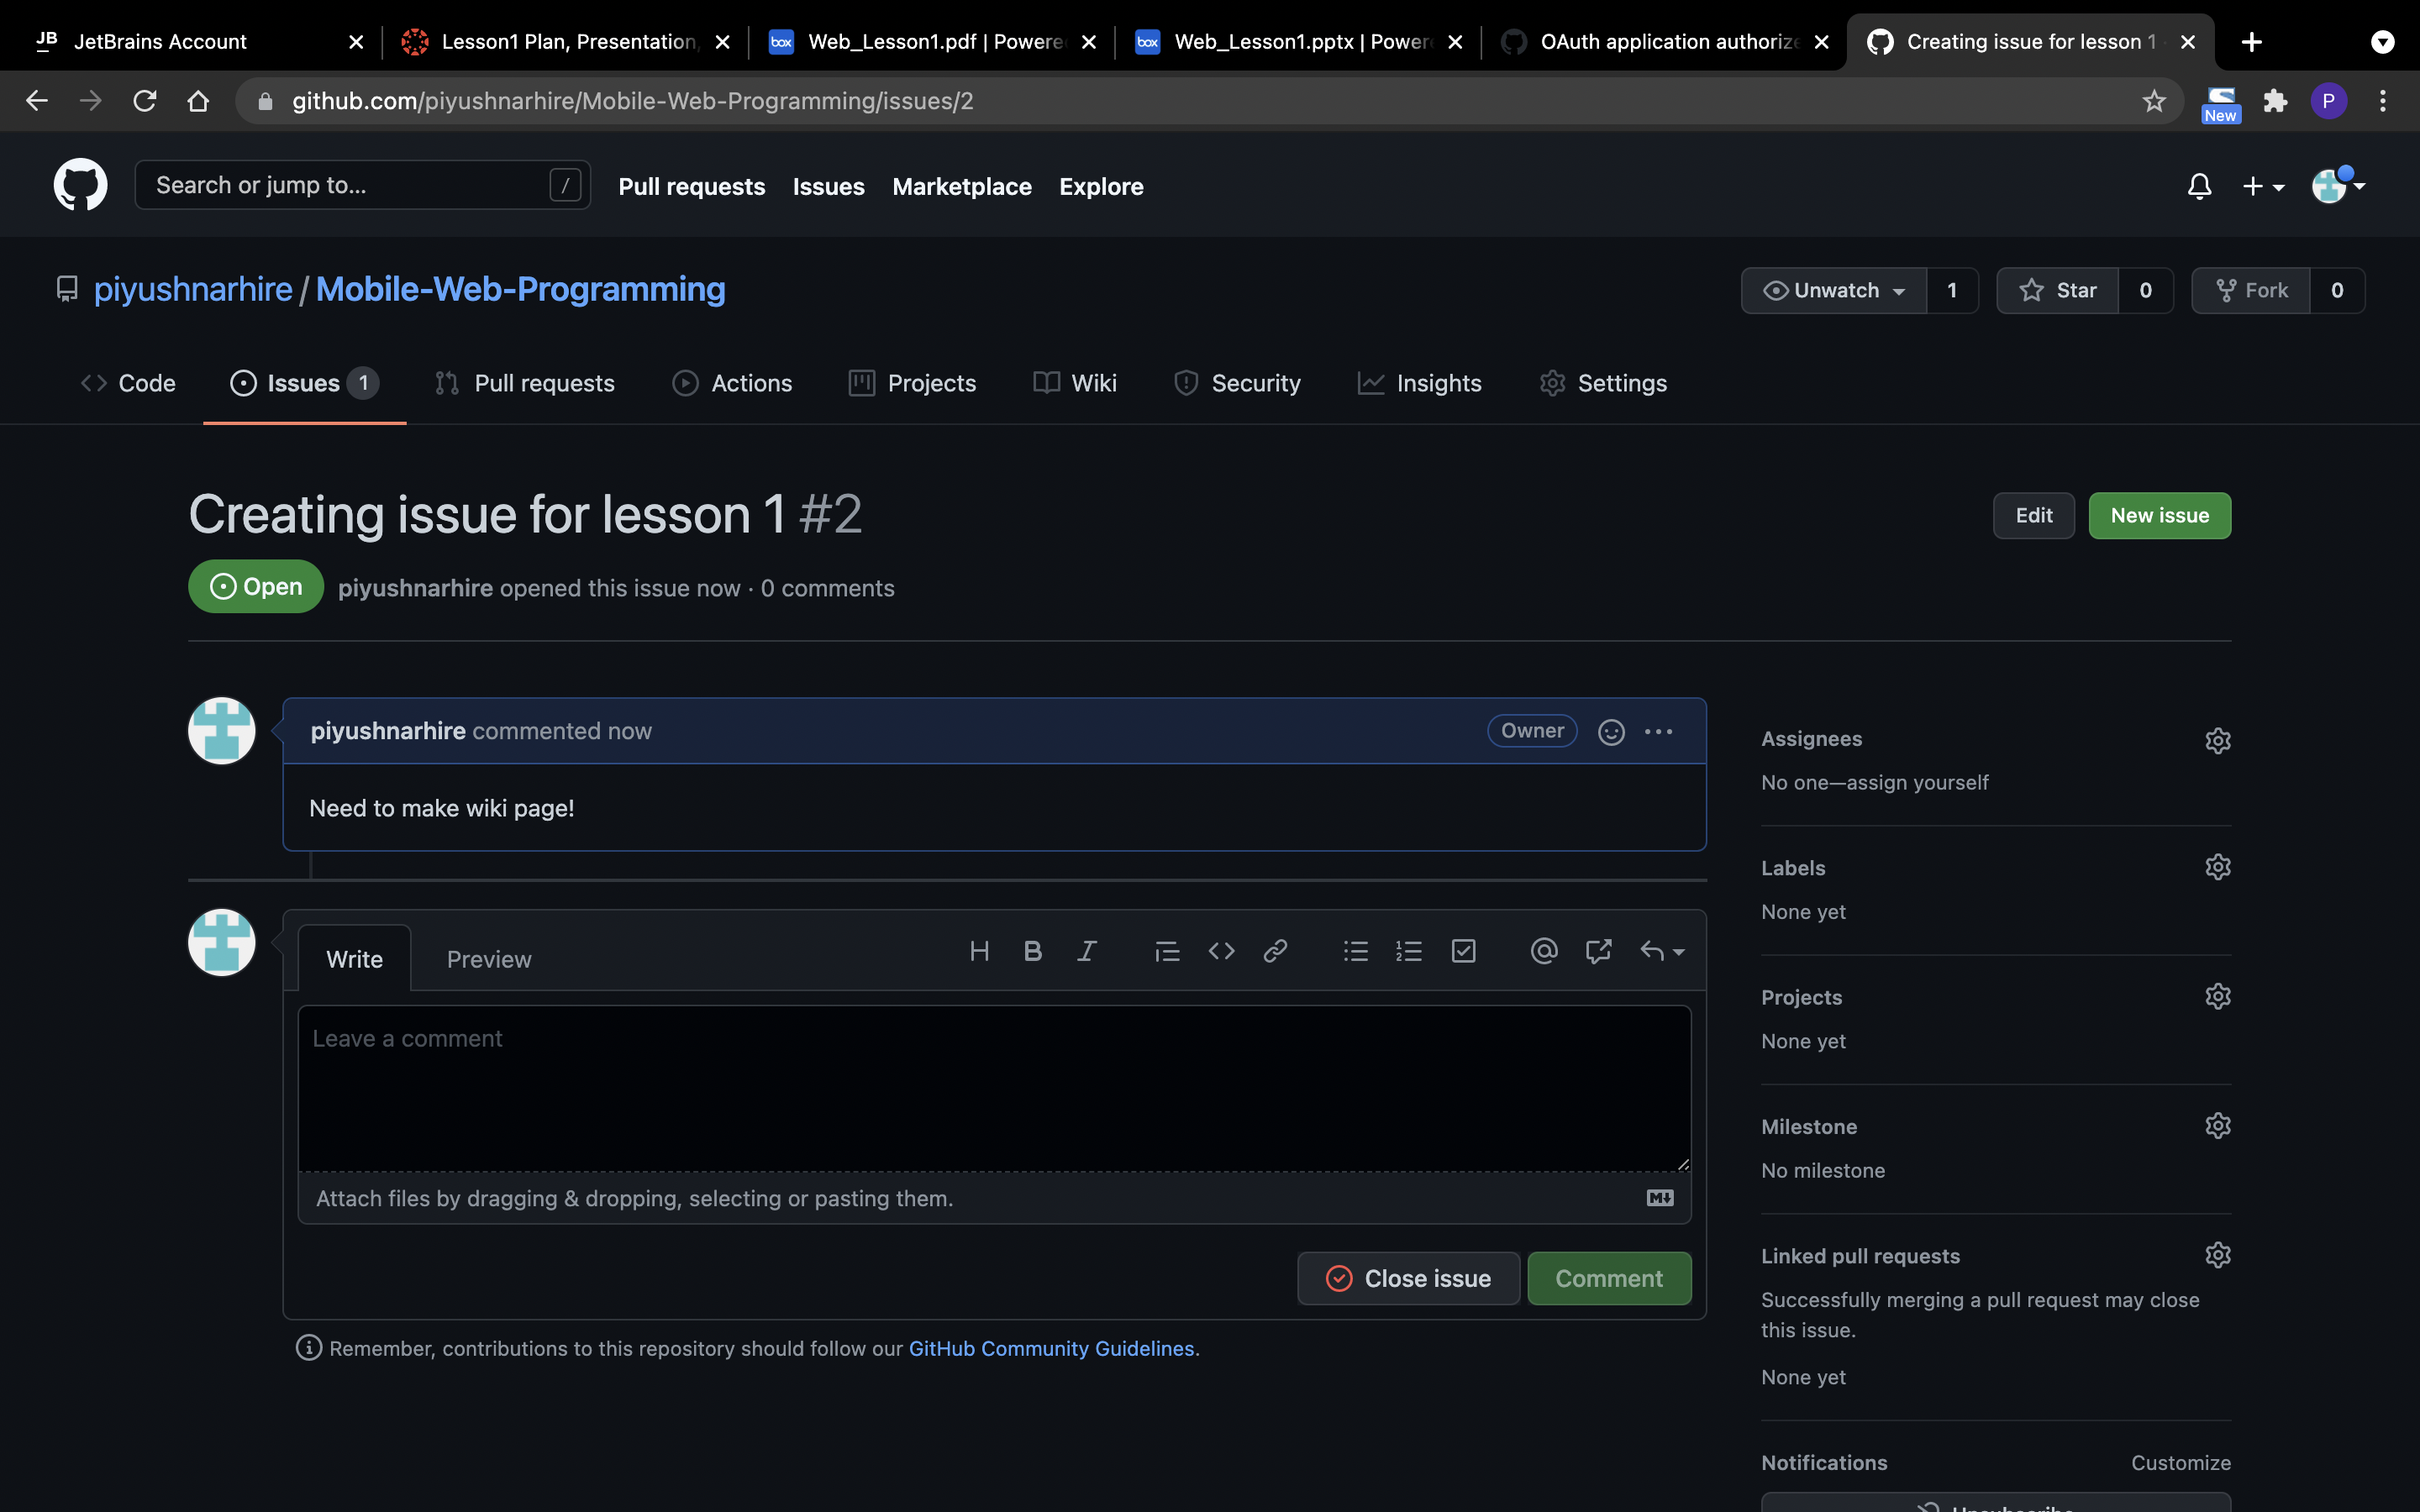 JB JetBrains Account
Lesson1 Plan, Presentation,
box Web_Lesson1.pdf | Powere
box Web_Lesson1.pptx | Power
OAuth application authorize
Creating issue for lesson 1
github.com/piyushnarhire/Mobile-Web-Programming/issues/2
New
P
Search or jump to... /
Pull requests Issues Marketplace Explore
piyushnarhire / Mobile-Web-Programming
Unwatch 1
Star 0
Fork 0
Code
Issues 1
Pull requests
Actions
Projects
Wiki
Security
Insights
Settings
Creating issue for lesson 1 #2
Edit
New issue
Open piyushnarhire opened this issue now · 0 comments
piyushnarhire commented now
Owner
Need to make wiki page!
Write Preview
H B I
Leave a comment
Attach files by dragging & dropping, selecting or pasting them.
Close issue
Comment
Remember, contributions to this repository should follow our GitHub Community Guidelines.
Assignees
No one—assign yourself
Labels
None yet
Projects
None yet
Milestone
No milestone
Linked pull requests
Successfully merging a pull request may close
this issue.
None yet
Notifications
Customize
Unsubscribe